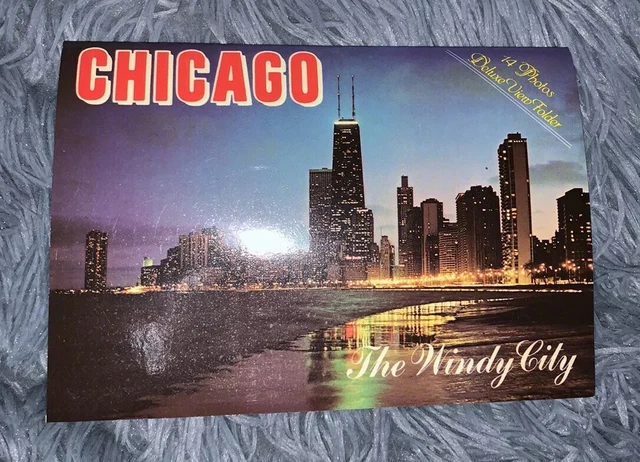 CHICAGO
14 Photos
Deluxe View Folder
The Windy City